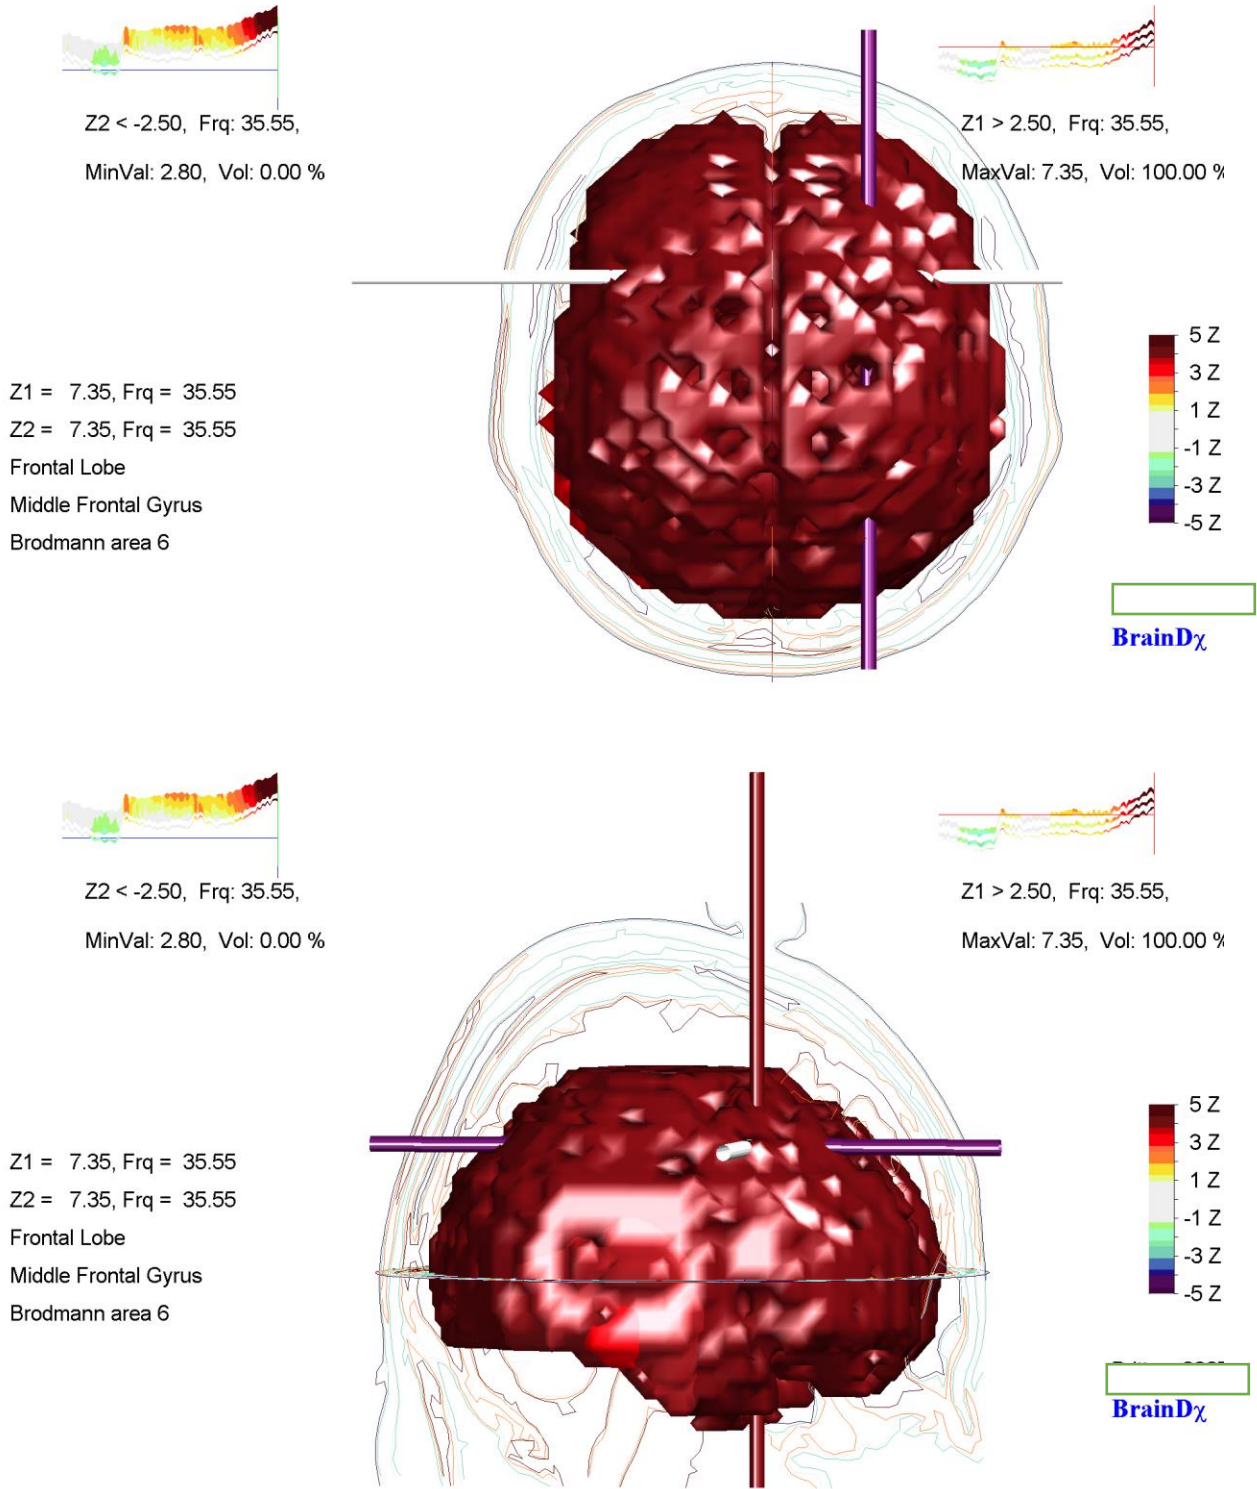 Z2 < -2.50, Frq: 35.55,
MinVal: 2.80, Vol: 0.00 %
Z1 > 2.50, Frq: 35.55,
MaxVal: 7.35, Vol: 100.00 %
Z1 = 7.35, Frq = 35.55
Z2 = 7.35, Frq = 35.55
Frontal Lobe
Middle Frontal Gyrus
Brodmann area 6
5 Z
3 Z
1 Z
-1 Z
-3 Z
-5 Z
BrainDχ
Z2 < -2.50, Frq: 35.55,
MinVal: 2.80, Vol: 0.00 %
Z1 > 2.50, Frq: 35.55,
MaxVal: 7.35, Vol: 100.00 %
Z1 = 7.35, Frq = 35.55
Z2 = 7.35, Frq = 35.55
Frontal Lobe
Middle Frontal Gyrus
Brodmann area 6
5 Z
3 Z
1 Z
-1 Z
-3 Z
-5 Z
BrainDχ